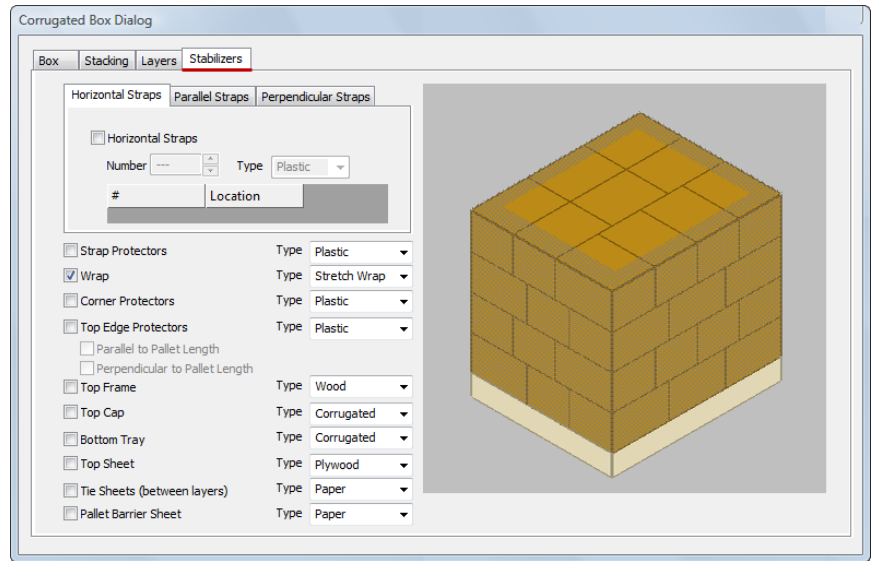 Corrugated Box Dialog
Box Stacking Layers Stabilizers
Horizontal Straps Parallel Straps Perpendicular Straps
Horizontal Straps
Number --- Type Plastic
# Location
Strap Protectors Type Plastic
Wrap Type Stretch Wrap
Corner Protectors Type Plastic
Top Edge Protectors Type Plastic
Parallel to Pallet Length
Perpendicular to Pallet Length
Top Frame Type Wood
Top Cap Type Corrugated
Bottom Tray Type Corrugated
Top Sheet Type Plywood
Tie Sheets (between layers) Type Paper
Pallet Barrier Sheet Type Paper